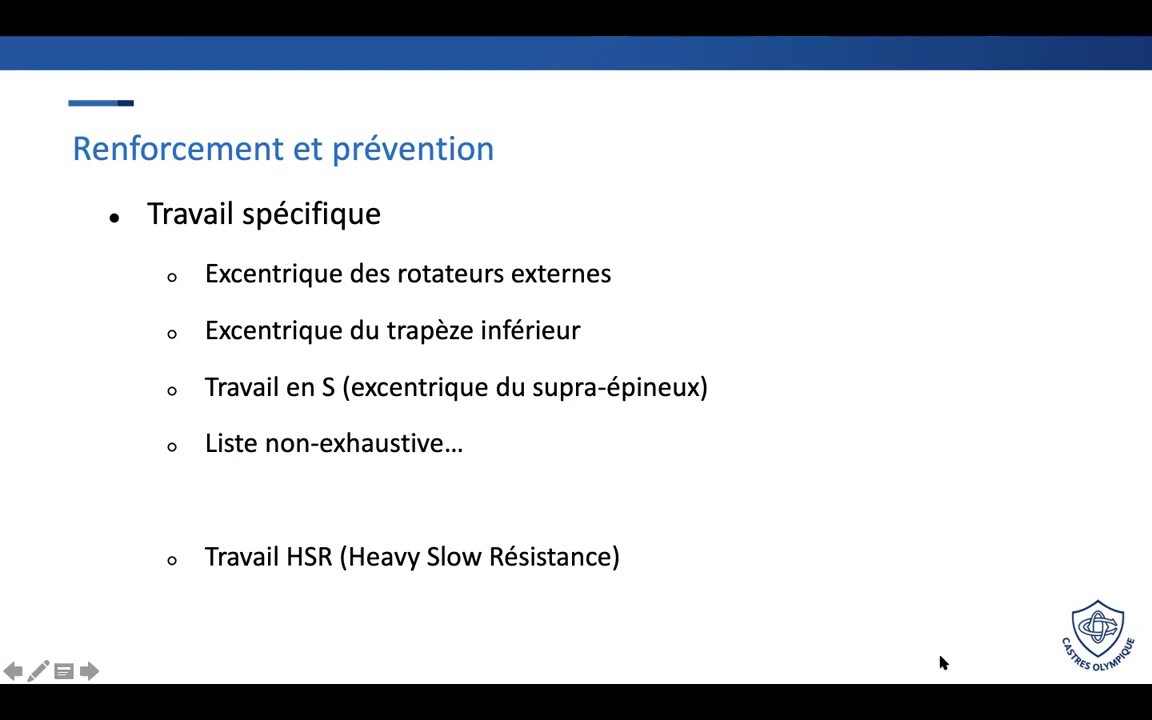 Renforcement et prévention
● Travail spécifique
○ Excentrique des rotateurs externes
○ Excentrique du trapèze inférieur
○ Travail en S (excentrique du supra-épineux)
○ Liste non-exhaustive...
○ Travail HSR (Heavy Slow Résistance)
CASTRES OLYMPIQUE